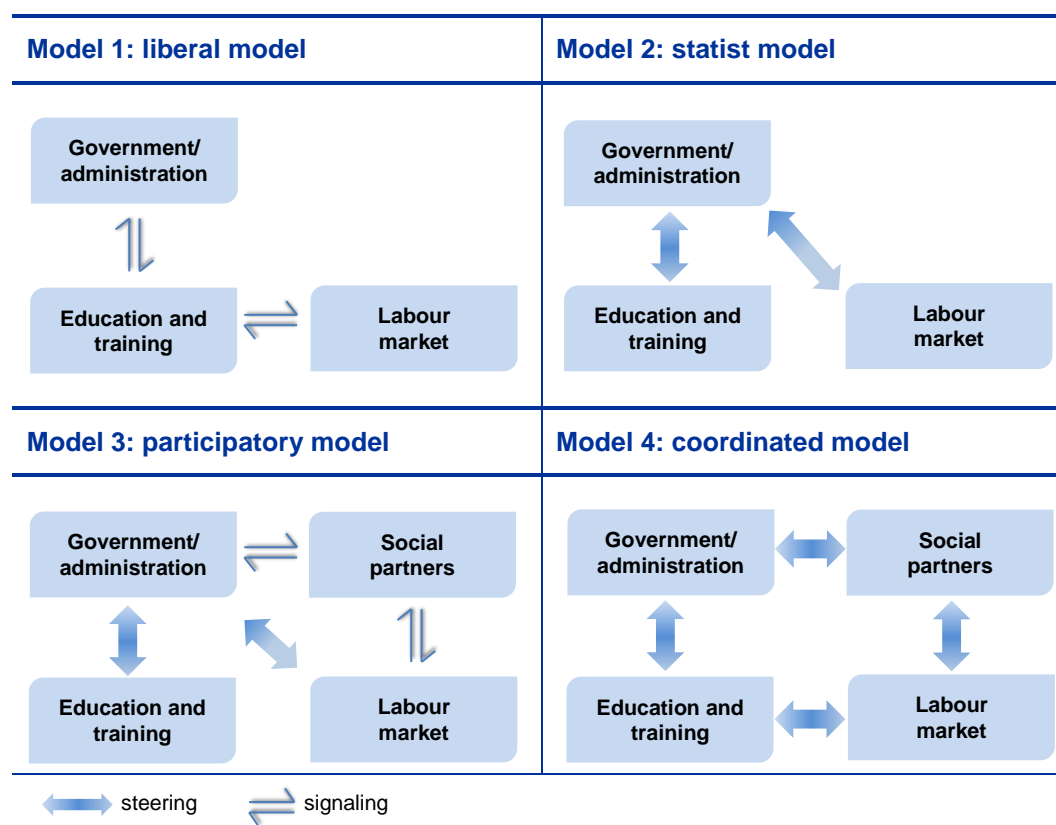 Model 1: liberal model
Government/
administration
Education and
training
Labour
market
Model 2: statist model
Government/
administration
Education and
training
Labour
market
Model 3: participatory model
Government/
administration
Social
partners
Education and
training
Labour
market
Model 4: coordinated model
Government/
administration
Social
partners
Education and
training
Labour
market
steering
signaling